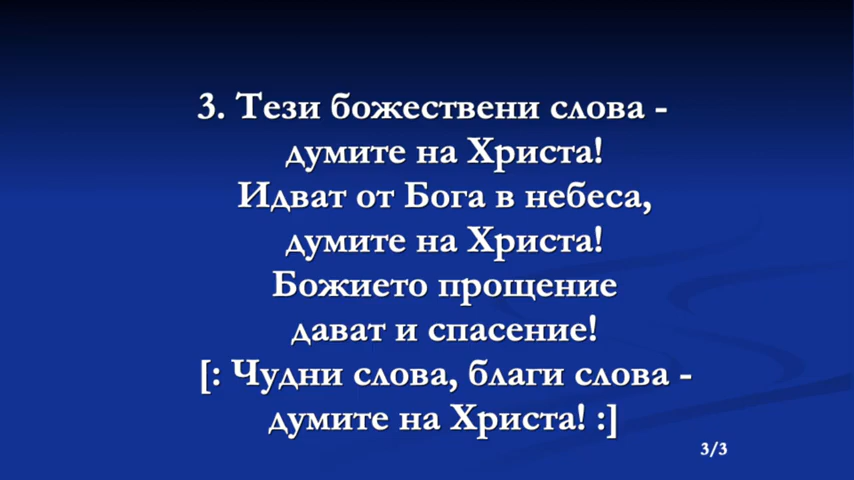 3. Тези божествени слова -
думите на Христа!
Идват от Бога в небеса,
думите на Христа!
Божието прощение
дават и спасение!
[: Чудни слова, благи слова -
думите на Христа! :]
3/3